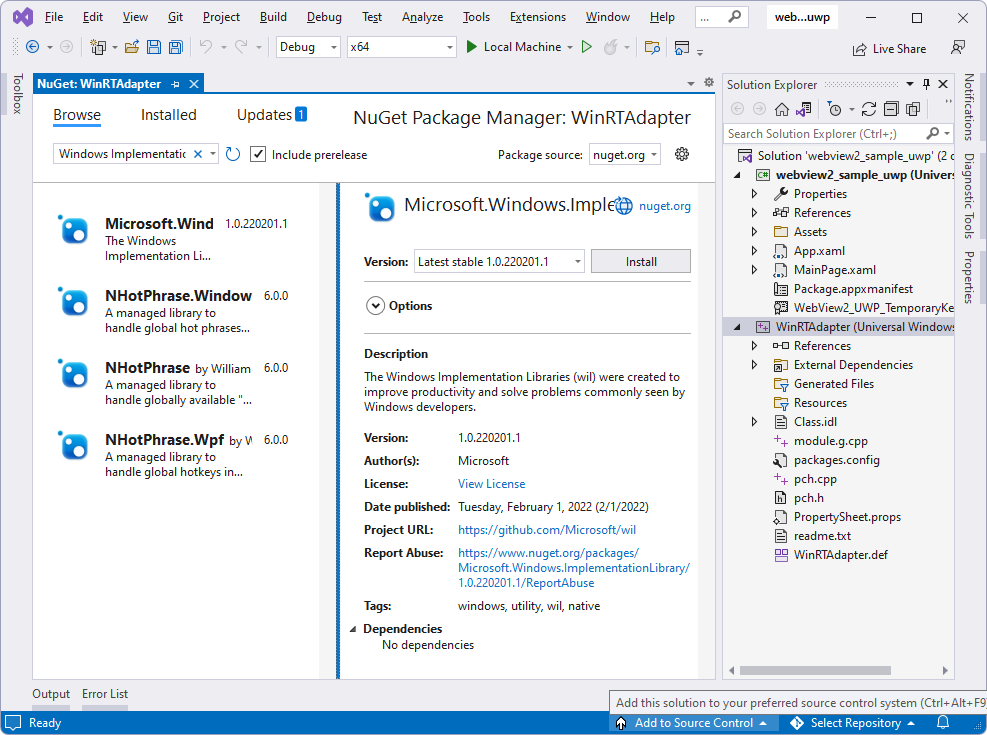 File Edit View Git Project Build Debug Test Analyze Tools Extensions Window Help ... web...uwp
Debug x64 Local Machine Live Share
Toolbox
NuGet: WinRTAdapter
Browse Installed Updates 1 NuGet Package Manager: WinRTAdapter
Windows Implementatic Include prerelease Package source: nuget.org
Microsoft.Wind 1.0.220201.1
The Windows
Implementation Li...
NHotPhrase.Window 6.0.0
A managed library to
handle global hot phrases...
NHotPhrase by William 6.0.0
A managed library to
handle globally available "...
NHotPhrase.Wpf by W 6.0.0
A managed library to
handle global hotkeys in...
Microsoft.Windows.Imple nuget.org
Version: Latest stable 1.0.220201.1 Install
Options
Description
The Windows Implementation Libraries (wil) were created to
improve productivity and solve problems commonly seen by
Windows developers.
Version: 1.0.220201.1
Author(s): Microsoft
License: View License
Date published: Tuesday, February 1, 2022 (2/1/2022)
Project URL: https://github.com/Microsoft/wil
Report Abuse: https://www.nuget.org/packages/
Microsoft.Windows.ImplementationLibrary/
1.0.220201.1/ReportAbuse
Tags: windows, utility, wil, native
Dependencies
No dependencies
Solution Explorer
Search Solution Explorer (Ctrl+;)
Solution 'webview2_sample_uwp' (2 c
C# webview2_sample_uwp (Univers
Properties
References
Assets
App.xaml
MainPage.xaml
Package.appxmanifest
WebView2_UWP_TemporaryKe
WinRTAdapter (Universal Windows
References
External Dependencies
Generated Files
Resources
Class.idl
module.g.cpp
packages.config
pch.cpp
pch.h
PropertySheet.props
readme.txt
WinRTAdapter.def
Notifications
Diagnostic Tools
Properties
Output Error List
Add this solution to your preferred source control system (Ctrl+Alt+F9
Ready Add to Source Control Select Repository